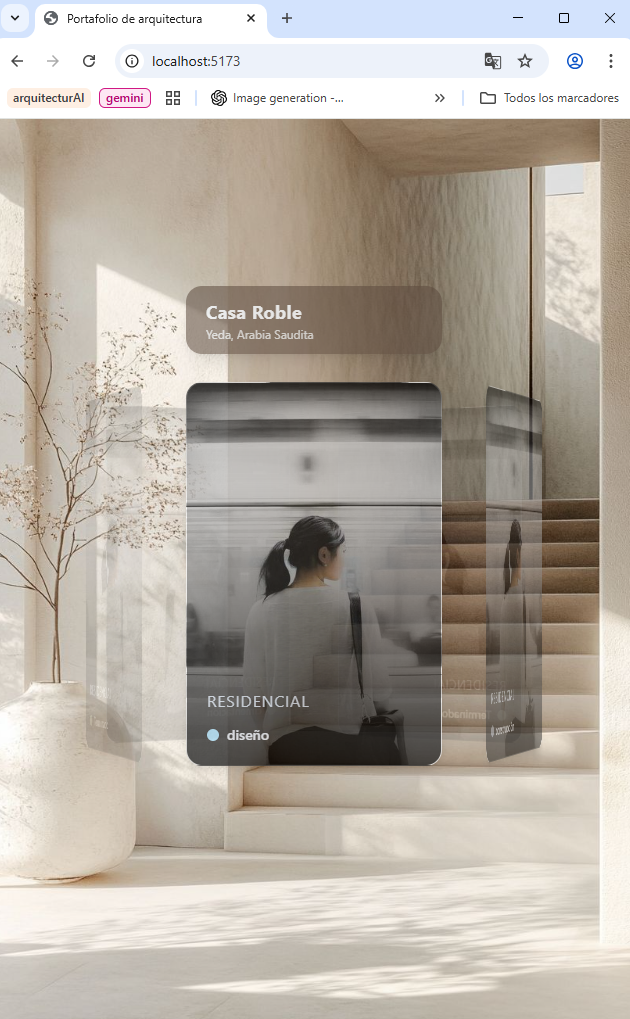 Portafolio de arquitectura
localhost:5173
arquitecturAI
gemini
Image generation -...
»
Todos los marcadores
Casa Roble
Yeda, Arabia Saudita
RESIDENCIAL
diseño
RESIDENCIAL